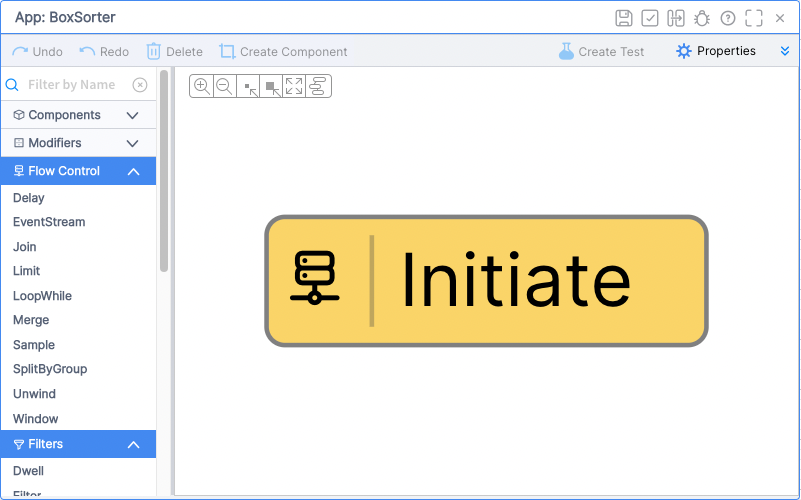 App: BoxSorter
Undo Redo Delete Create Component Create Test Properties
Filter by Name
Components
Modifiers
Flow Control
Delay
EventStream
Join
Limit
LoopWhile
Merge
Sample
SplitByGroup
Unwind
Window
Filters
Dwell
Filter
Initiate